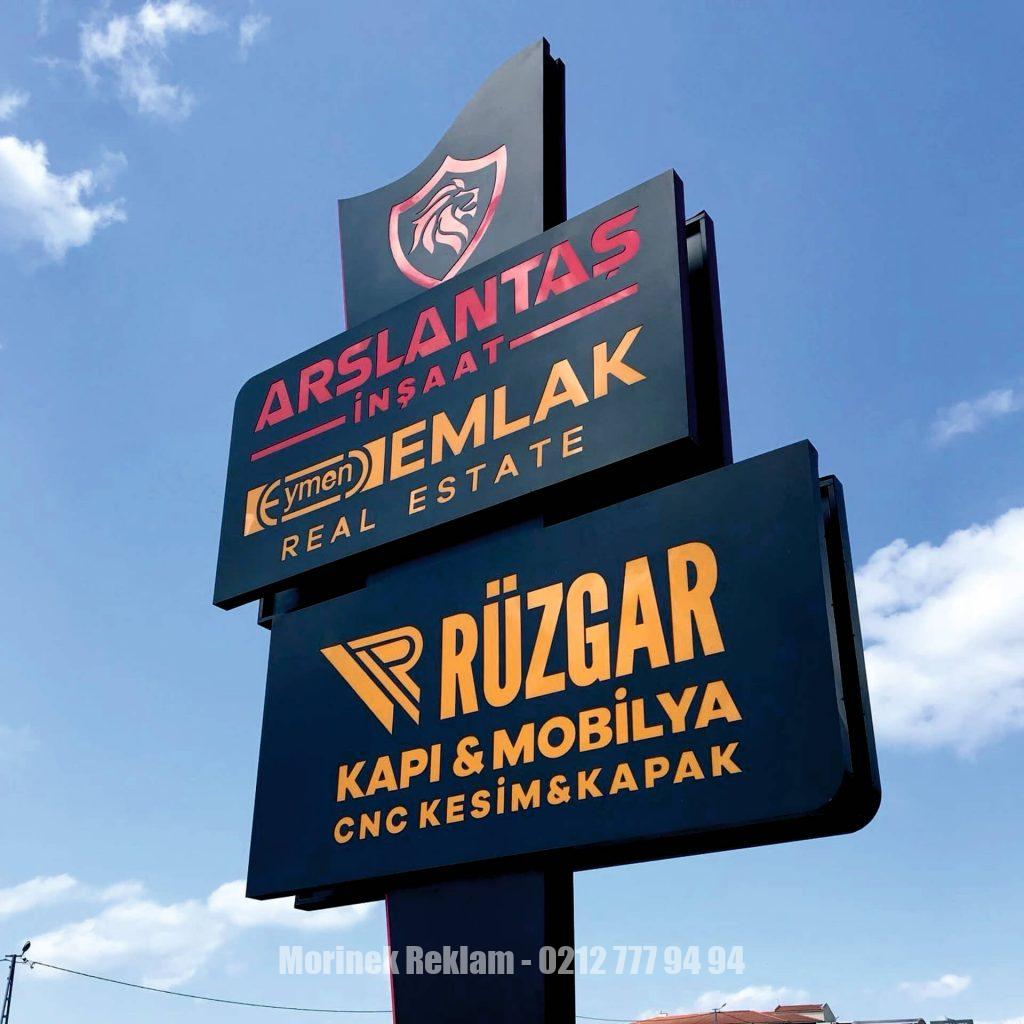 ARSLANTAŞ
İNŞAAT
Eymen EMLAK
REAL ESTATE
RÜZGAR
KAPI & MOBİLYA
CNC KESİM&KAPAK
Morinek Reklam - 0212 777 94 94